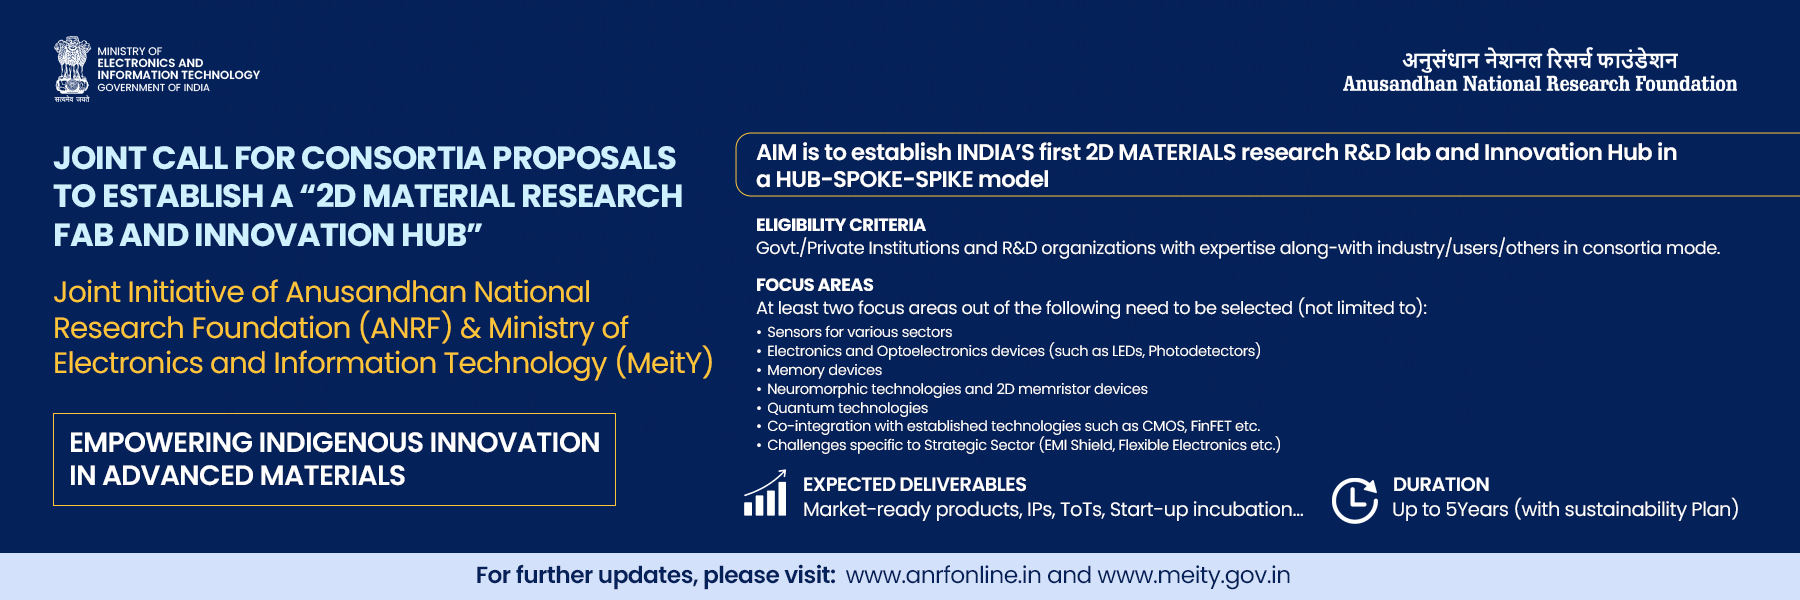 MINISTRY OF
ELECTRONICS AND
INFORMATION TECHNOLOGY
GOVERNMENT OF INDIA
सत्यमेव जयते
अनुसंधान नेशनल रिसर्च फाउंडेशन
Anusandhan National Research Foundation
JOINT CALL FOR CONSORTIA PROPOSALS
TO ESTABLISH A “2D MATERIAL RESEARCH
FAB AND INNOVATION HUB”
Joint Initiative of Anusandhan National
Research Foundation (ANRF) & Ministry of
Electronics and Information Technology (MeitY)
EMPOWERING INDIGENOUS INNOVATION
IN ADVANCED MATERIALS
AIM is to establish INDIA’S first 2D MATERIALS research R&D lab and Innovation Hub in
a HUB-SPOKE-SPIKE model
ELIGIBILITY CRITERIA
Govt./Private Institutions and R&D organizations with expertise along-with industry/users/others in consortia mode.
FOCUS AREAS
At least two focus areas out of the following need to be selected (not limited to):
• Sensors for various sectors
• Electronics and Optoelectronics devices (such as LEDs, Photodetectors)
• Memory devices
• Neuromorphic technologies and 2D memristor devices
• Quantum technologies
• Co-integration with established technologies such as CMOS, FinFET etc.
• Challenges specific to Strategic Sector (EMI Shield, Flexible Electronics etc.)
EXPECTED DELIVERABLES
Market-ready products, IPs, ToTs, Start-up incubation...
DURATION
Up to 5Years (with sustainability Plan)
For further updates, please visit: www.anrfonline.in and www.meity.gov.in